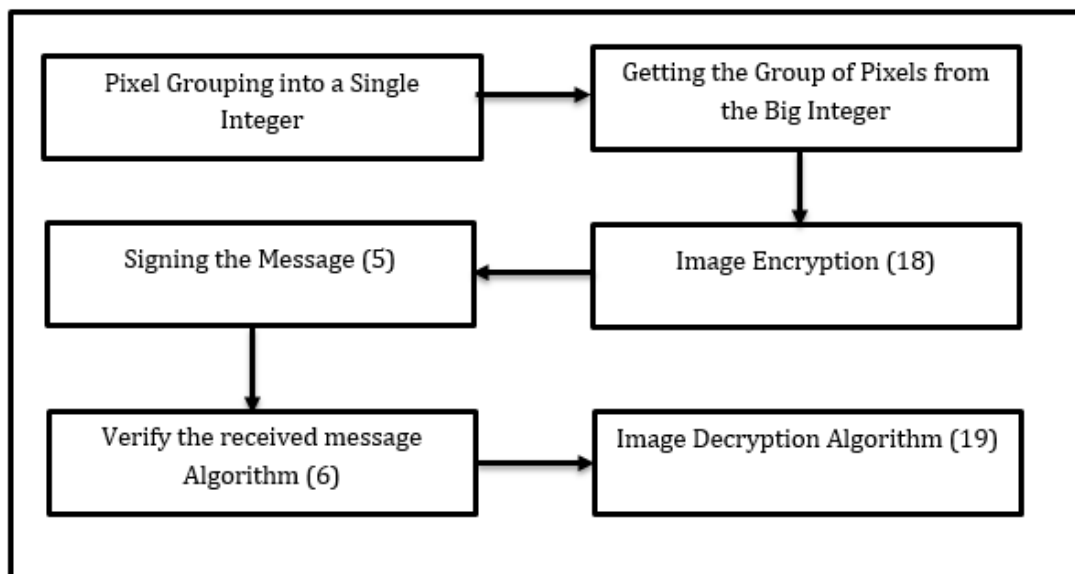 Pixel Grouping into a Single
Integer
Getting the Group of Pixels from
the Big Integer
Image Encryption (18)
Signing the Message (5)
Verify the received message
Algorithm (6)
Image Decryption Algorithm (19)